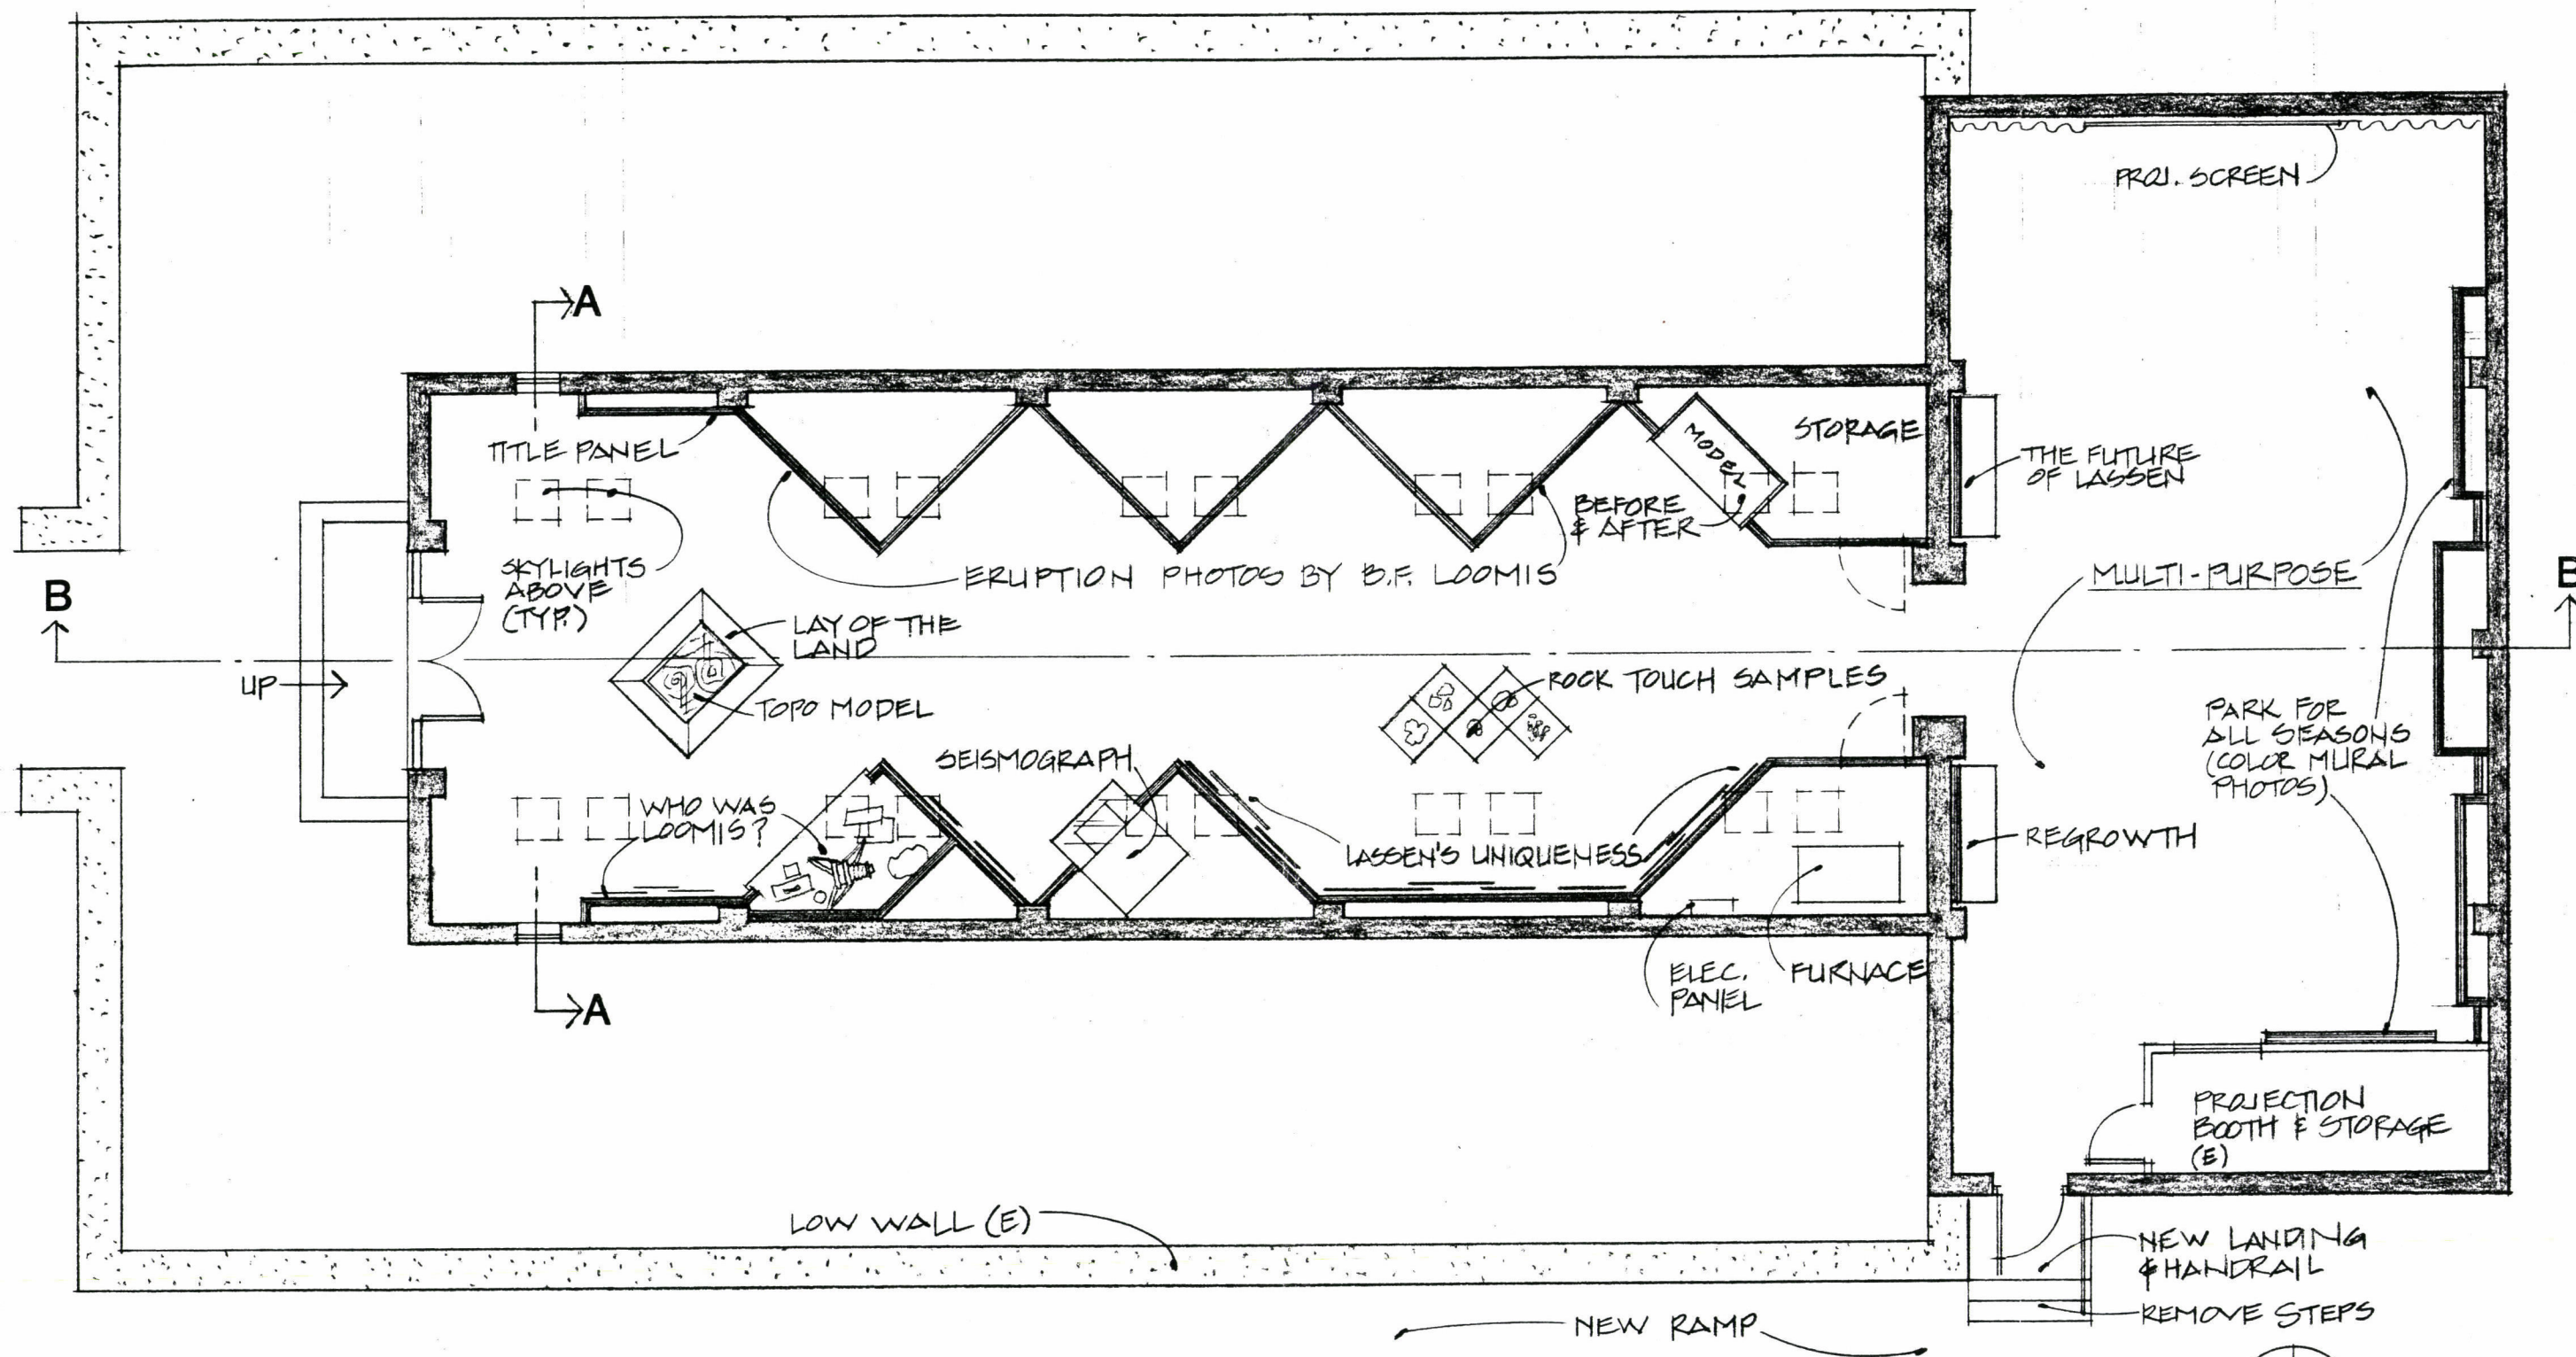 PROJ. SCREEN
A
TITLE PANEL
STORAGE
MODEL
THE FUTURE
OF LASSEN
BEFORE
& AFTER
SKYLIGHTS
ABOVE
(TYP.)
ERUPTION PHOTOS BY B.F. LOOMIS
MULTI-PURPOSE
B
B
LAY OF THE
LAND
UP
TOPO MODEL
ROCK TOUCH SAMPLES
PARK FOR
ALL SEASONS
(COLOR MURAL
PHOTOS)
SEISMOGRAPH
WHO WAS
LOOMIS?
LASSEN'S UNIQUENESS
REGROWTH
ELEC.
PANEL
FURNACE
A
PROJECTION
BOOTH & STORAGE
(E)
LOW WALL (E)
NEW LANDING
& HANDRAIL
REMOVE STEPS
NEW RAMP